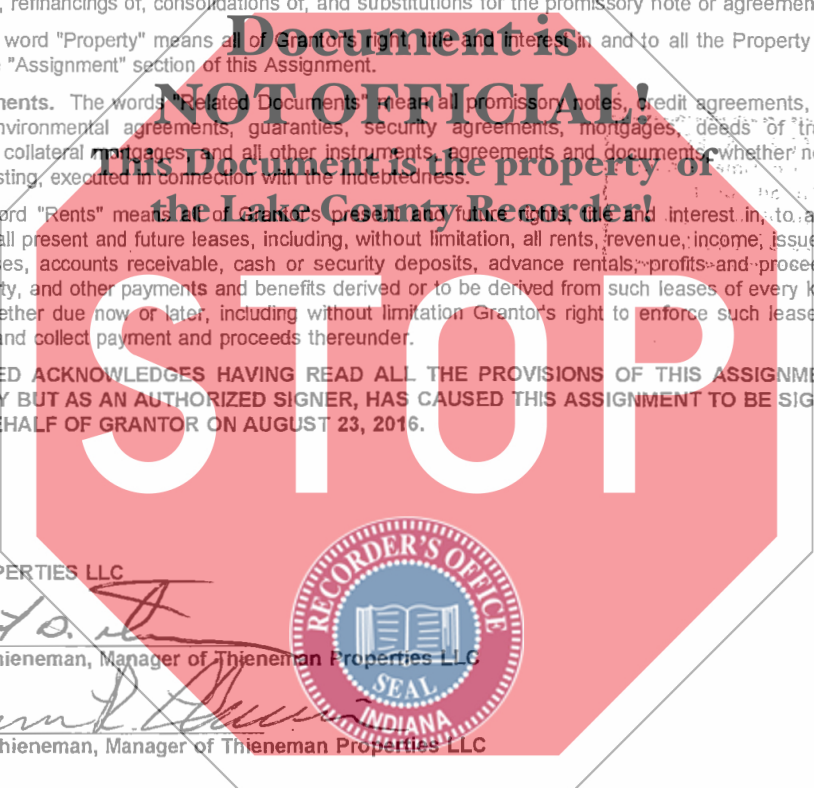 , refinancings of, consolidations of, and substitutions for the promissory note or agreemen
word "Property" means all of Grantor's right, title and interest in and to all the Property
"Assignment" section of this Assignment.
Document is
NOT OFFICIAL!
This Document is the property of
the Lake County Recorder!
ments. The words "Related Documents" mean all promissory notes, credit agreements,
nvironmental agreements, guaranties, security agreements, mortgages, deeds of tr
collateral mortgages, and all other instruments, agreements and documents, whether n
sting, executed in connection with the Indebtedness.
ord "Rents" means all of Grantor's present and future rights, title and interest in, to a
all present and future leases, including, without limitation, all rents, revenue, income, issue
ses, accounts receivable, cash or security deposits, advance rentals, profits and procee
ty, and other payments and benefits derived or to be derived from such leases of every k
ether due now or later, including without limitation Grantor's right to enforce such lease
and collect payment and proceeds thereunder.
ED ACKNOWLEDGES HAVING READ ALL THE PROVISIONS OF THIS ASSIGNME
Y BUT AS AN AUTHORIZED SIGNER, HAS CAUSED THIS ASSIGNMENT TO BE SIG
EHALF OF GRANTOR ON AUGUST 23, 2016.
STOP
PERTIES LLC
hieneman, Manager of Thieneman Properties LLC
hieneman, Manager of Thieneman Properties LLC
RECORDER'S OFFICE
SEAL
INDIANA